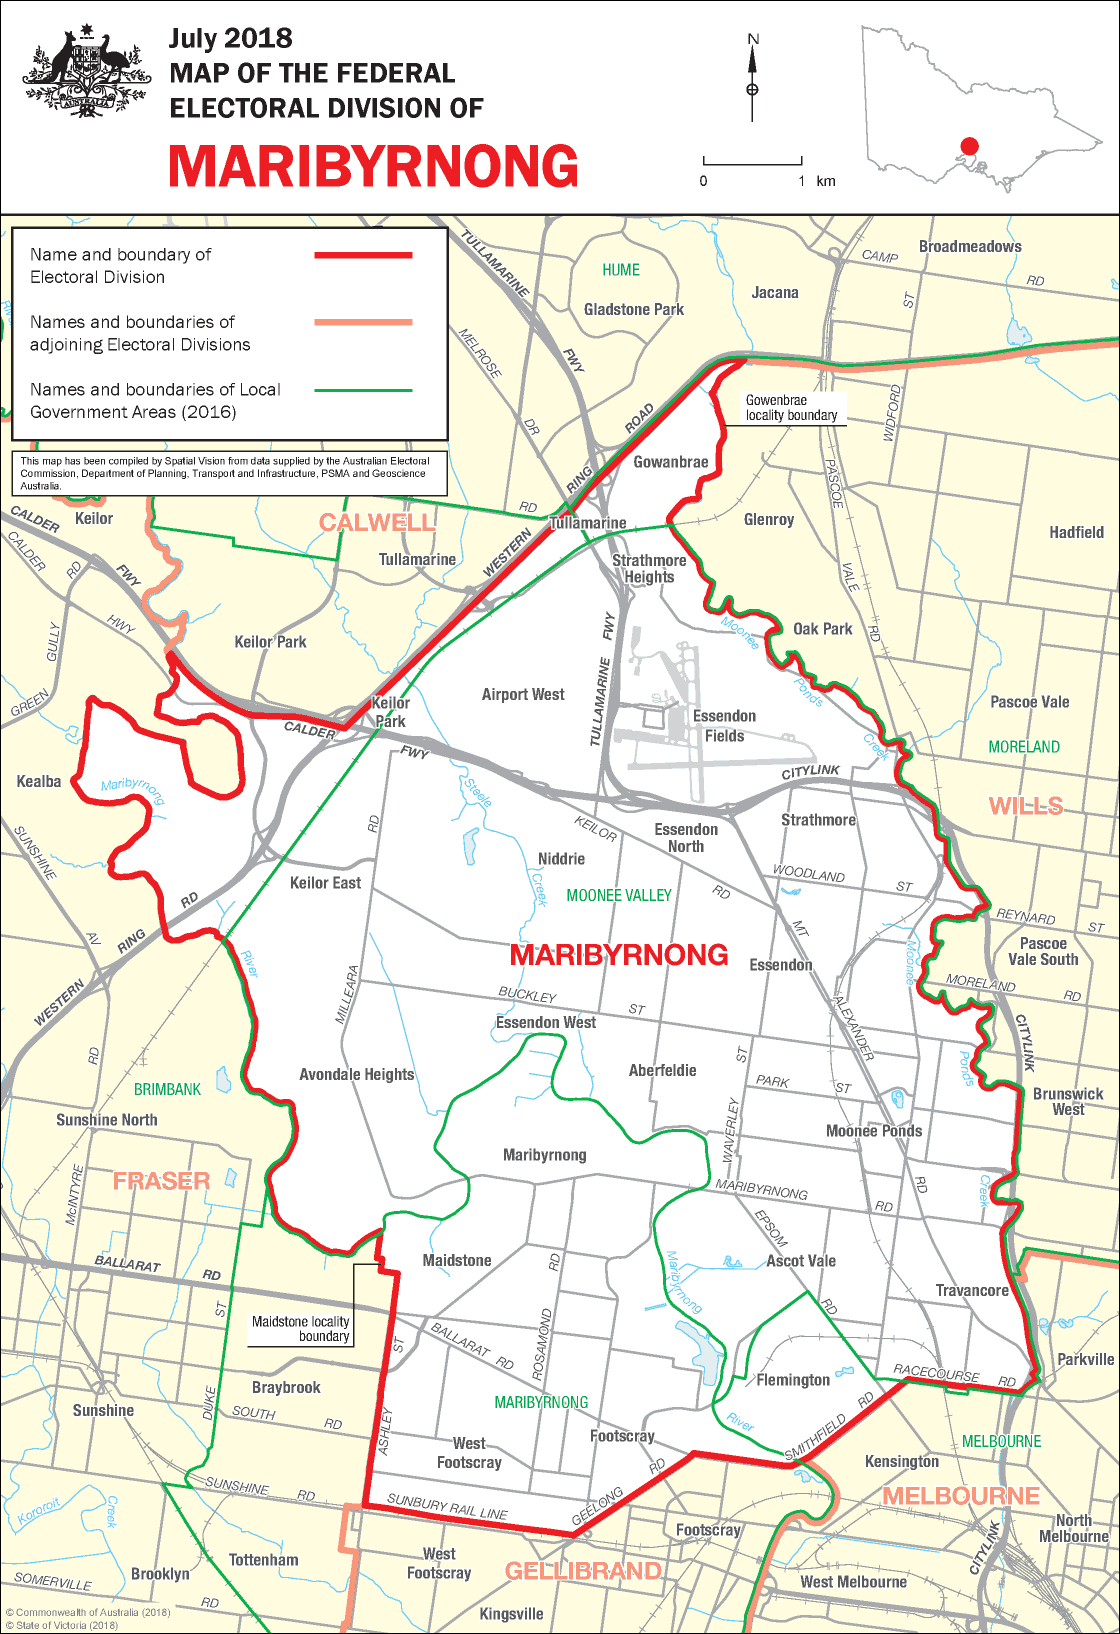 July 2018
MAP OF THE FEDERAL
ELECTORAL DIVISION OF
MARIBYRNONG
AUSTRALIA
N
0 1 km
Name and boundary of
Electoral Division
Names and boundaries of
adjoining Electoral Divisions
Names and boundaries of Local
Government Areas (2016)
This map has been compiled by Spatial Vision from data supplied by the Australian Electoral
Commission, Department of Planning, Transport and Infrastructure, PSMA and Geoscience
Australia.
TULLAMARINE
FWY
HUME
Gladstone Park
Jacana
Broadmeadows
CAMP
RD
ST
MELROSE
DR
WIDFORD
Gowenbrae
locality boundary
ROAD
RING
WESTERN
Gowanbrae
PASCOE
VALE
RD
Glenroy
Hadfield
CALDER
FWY
Keilor
CALWELL
RD
Tullamarine
Tullamarine
Strathmore
Heights
CALDER
RD
HWY
GULLY
GREEN
Keilor Park
Moonee
Ponds
Creek
Oak Park
FWY
TULLAMARINE
Airport West
Keilor
Park
Essendon
Fields
Pascoe Vale
MORELAND
WILLS
CALDER
FWY
CITYLINK
Kealba
Maribyrnong
Steele
Creek
KEILOR
RD
Essendon
North
Strathmore
SUNSHINE
AV
RD
Niddrie
Keilor East
MOONEE VALLEY
WOODLAND
ST
REYNARD
ST
Pascoe
Vale South
MT
ALEXANDER
RD
Essendon
Moonee
Ponds
Creek
MORELAND
RD
MARIBYRNONG
RD
RING
WESTERN
River
MILLEARA
BUCKLEY
ST
Essendon West
CITYLINK
RD
Avondale Heights
Aberfeldie
ST
WAVERLEY
PARK
ST
Brunswick
West
BRIMBANK
Sunshine North
Moonee Ponds
Maribyrnong
FRASER
McINTYRE
MARIBYRNONG
RD
EPSOM
RD
BALLARAT
RD
Maidstone
RD
ROSAMOND
Maribyrnong
River
Ascot Vale
Travancore
Maidstone locality
boundary
ST
DUKE
ST
ASHLEY
BALLARAT RD
Parkville
RACECOURSE RD
Braybrook
Flemington
Sunshine
SOUTH
RD
MARIBYRNONG
SMITHFIELD RD
MELBOURNE
Footscray
West
Footscray
Kensington
SUNSHINE
RD
SUNBURY RAIL LINE
GEELONG
RD
MELBOURNE
Kororoit
Creek
Footscray
North
Melbourne
CITYLINK
Tottenham
West
Footscray
GELLIBRAND
Brooklyn
SOMERVILLE
RD
West Melbourne
Kingsville
© Commonwealth of Australia (2018)
© State of Victoria (2018)